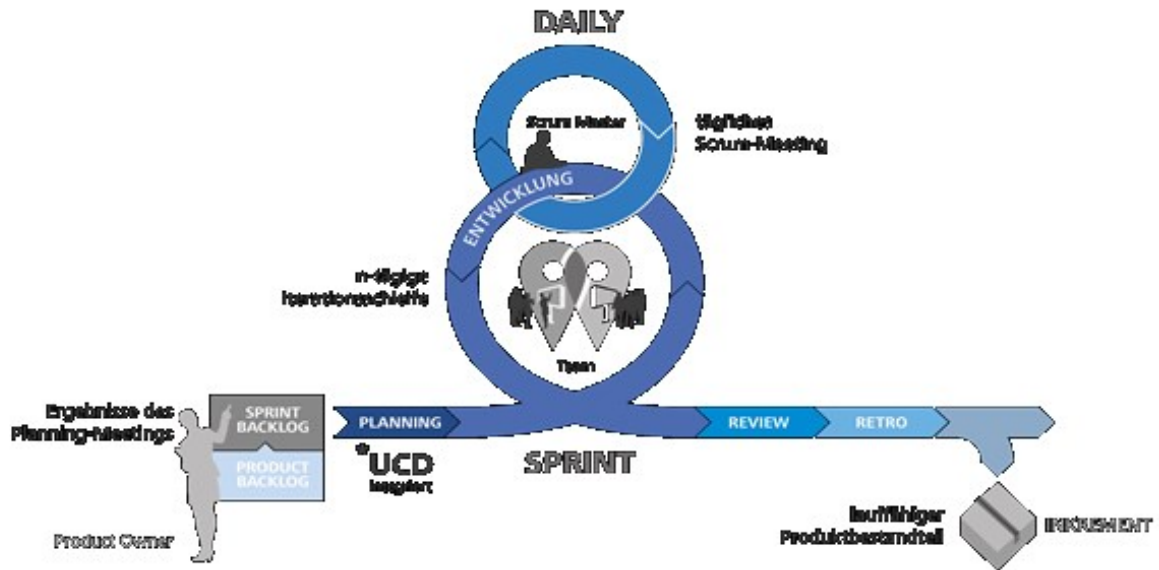 DAILY
Scrum Master
tägliches
Scrum-Meeting
ENTWICKLUNG
n-tägige
Iterationsschleife
Team
Ergebnisse des
Planning-Meetings
SPRINT
BACKLOG
PRODUCT
BACKLOG
Product Owner
PLANNING
*UCD
integriert
SPRINT
REVIEW
RETRO
lauffähiger
Produktbestandteil
INKREMENT